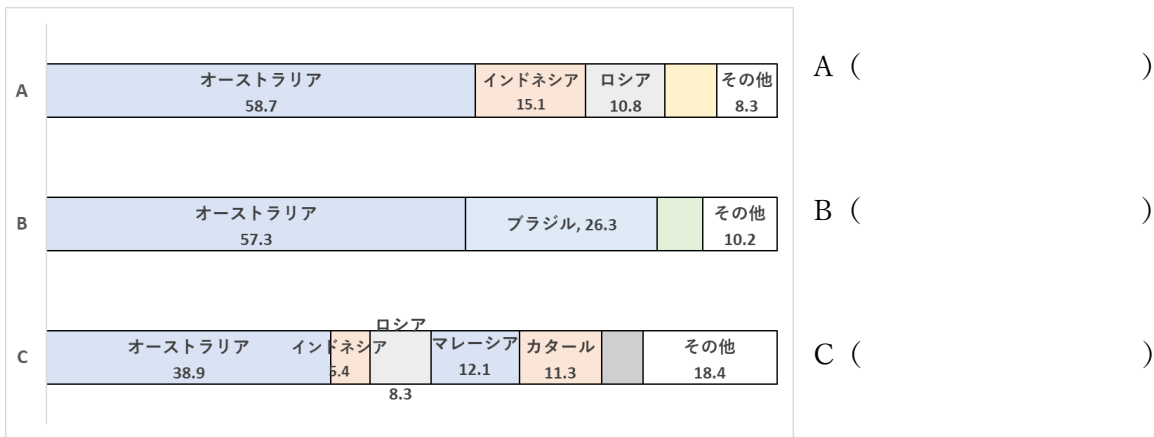 A
オーストラリア
58.7
インドネシア
15.1
ロシア
10.8
その他
8.3
A（　　　　　　　　　　）
B
オーストラリア
57.3
ブラジル, 26.3
その他
10.2
B（　　　　　　　　　　）
C
オーストラリア
38.9
インドネシア
5.4
ロシア
8.3
マレーシア
12.1
カタール
11.3
その他
18.4
C（　　　　　　　　　　）